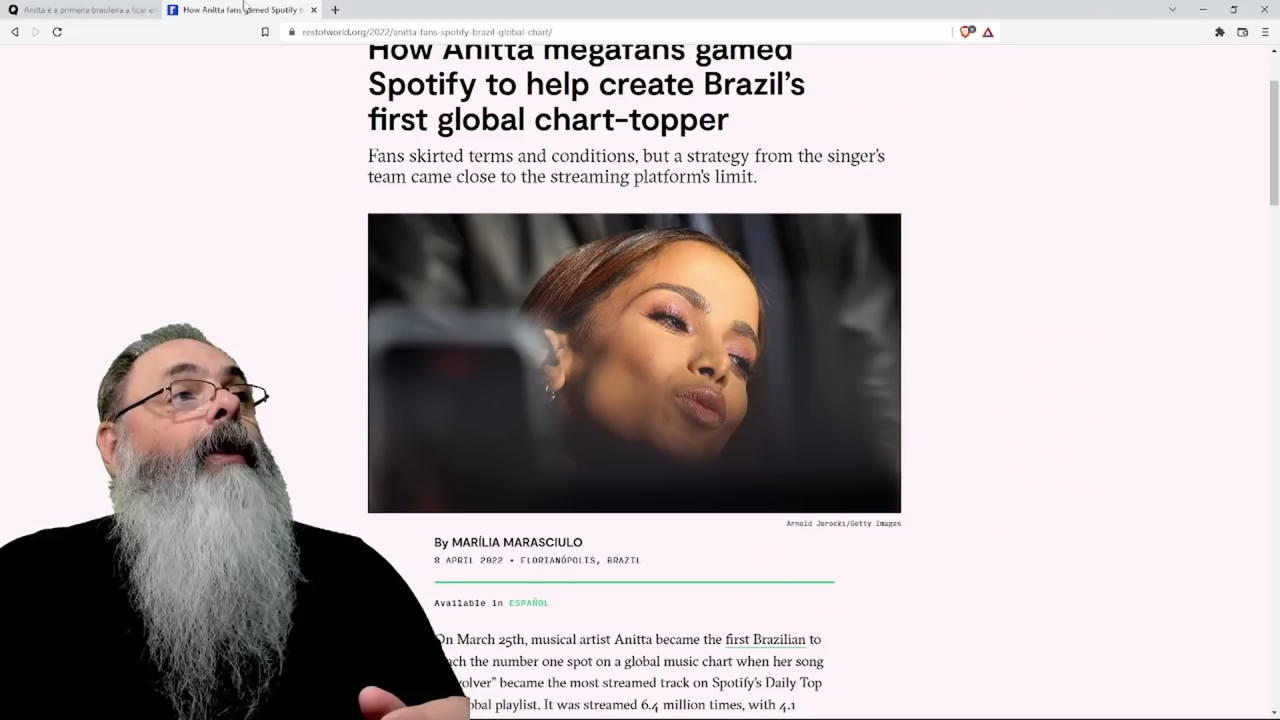 Anitta é a primeira brasileira a ficar en
How Anitta fans gamed Spotify t
restofworld.org/2022/anitta-fans-spotify-brazil-global-chart/
How Anitta megafans gamed
Spotify to help create Brazil's
first global chart-topper
Fans skirted terms and conditions, but a strategy from the singer's
team came close to the streaming platform's limit.
Arnold Jerocki/Getty Images
By MARÍLIA MARASCIULO
8 APRIL 2022 • FLORIANÓPOLIS, BRAZIL
Available in ESPAÑOL
On March 25th, musical artist Anitta became the first Brazilian to
ch the number one spot on a global music chart when her song
volver" became the most streamed track on Spotify's Daily Top
obal playlist. It was streamed 6.4 million times, with 4.1